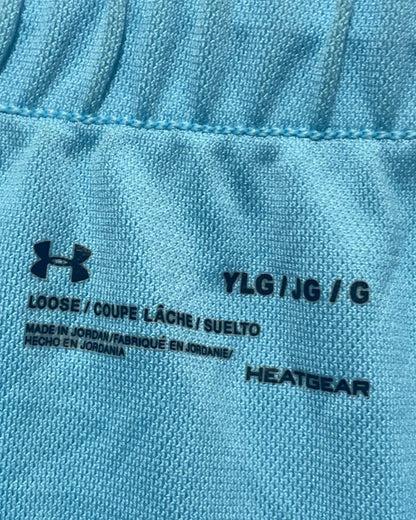 YLG / JG / G
LOOSE / COUPE LÂCHE / SUELTO
MADE IN JORDAN/FABRIQUÉ EN JORDANIE/
HECHO EN JORDANIA
HEATGEAR